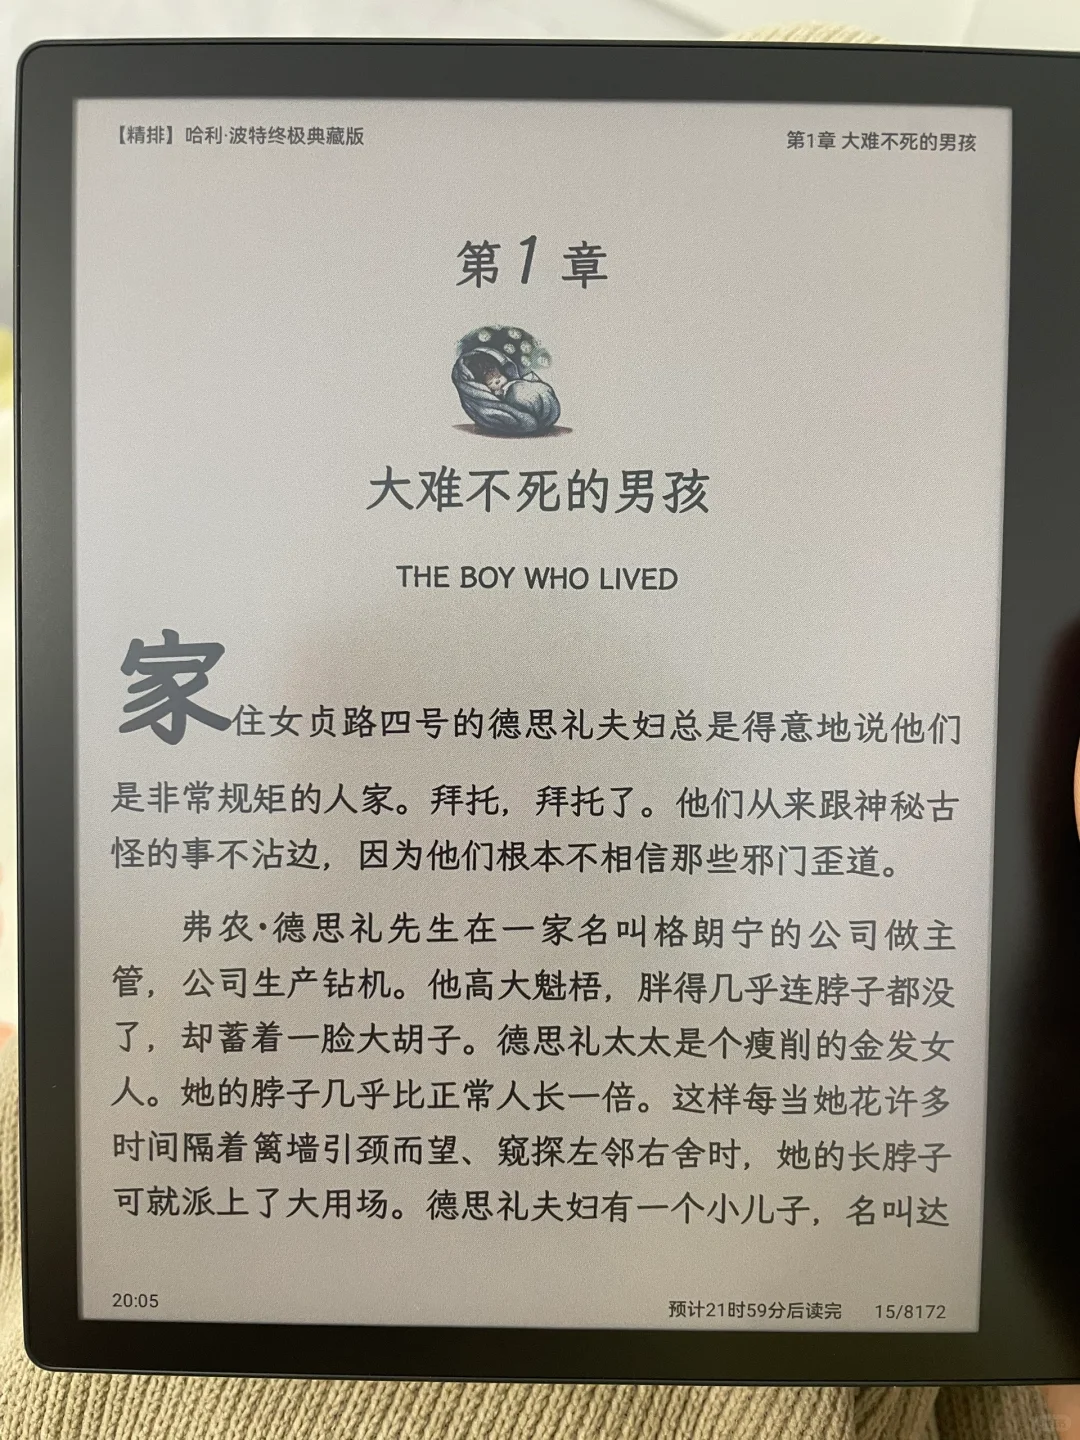 【精排】哈利·波特终极典藏版
第1章 大难不死的男孩
第1章
大难不死的男孩
THE BOY WHO LIVED
家住女贞路四号的德思礼夫妇总是得意地说他们
是非常规矩的人家。拜托，拜托了。他们从来跟神秘古
怪的事不沾边，因为他们根本不相信那些邪门歪道。
弗农·德思礼先生在一家名叫格朗宁的公司做主
管，公司生产钻机。他高大魁梧，胖得几乎连脖子都没
了，却蓄着一脸大胡子。德思礼太太是个瘦削的金发女
人。她的脖子几乎比正常人长一倍。这样每当她花许多
时间隔着篱墙引颈而望、窥探左邻右舍时，她的长脖子
可就派上了大用场。德思礼夫妇有一个小儿子，名叫达
20:05
预计21时59分后读完 15/8172